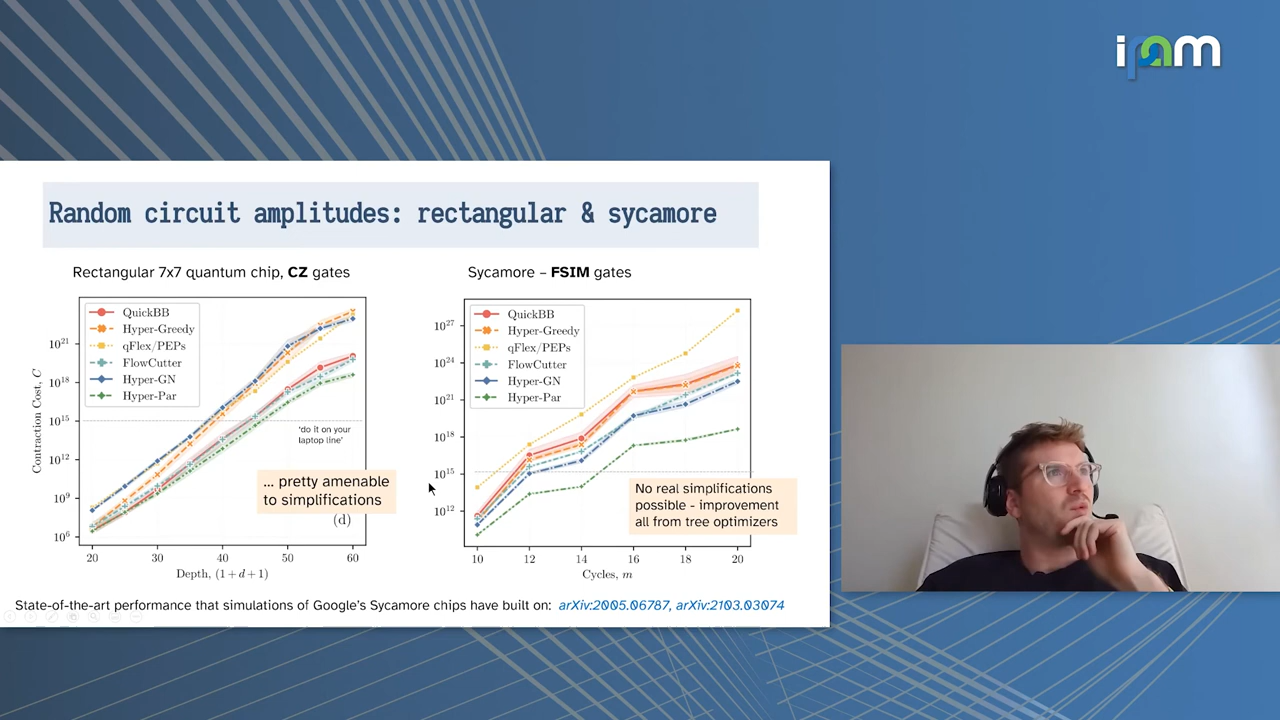 ipam
Random circuit amplitudes: rectangular & sycamore
Rectangular 7x7 quantum chip, CZ gates
QuickBB
Hyper-Greedy
qFlex/PEPs
FlowCutter
Hyper-GN
Hyper-Par
10^21
10^18
10^15
10^12
10^9
10^6
Contraction Cost, C
'do it on your
laptop line'
... pretty amenable
to simplifications
(d)
20 30 40 50 60
Depth, (1 + d + 1)
Sycamore – FSIM gates
QuickBB
Hyper-Greedy
qFlex/PEPs
FlowCutter
Hyper-GN
Hyper-Par
10^27
10^24
10^21
10^18
10^15
10^12
No real simplifications
possible - improvement
all from tree optimizers
10 12 14 16 18 20
Cycles, m
State-of-the-art performance that simulations of Google's Sycamore chips have built on: arXiv:2005.06787, arXiv:2103.03074